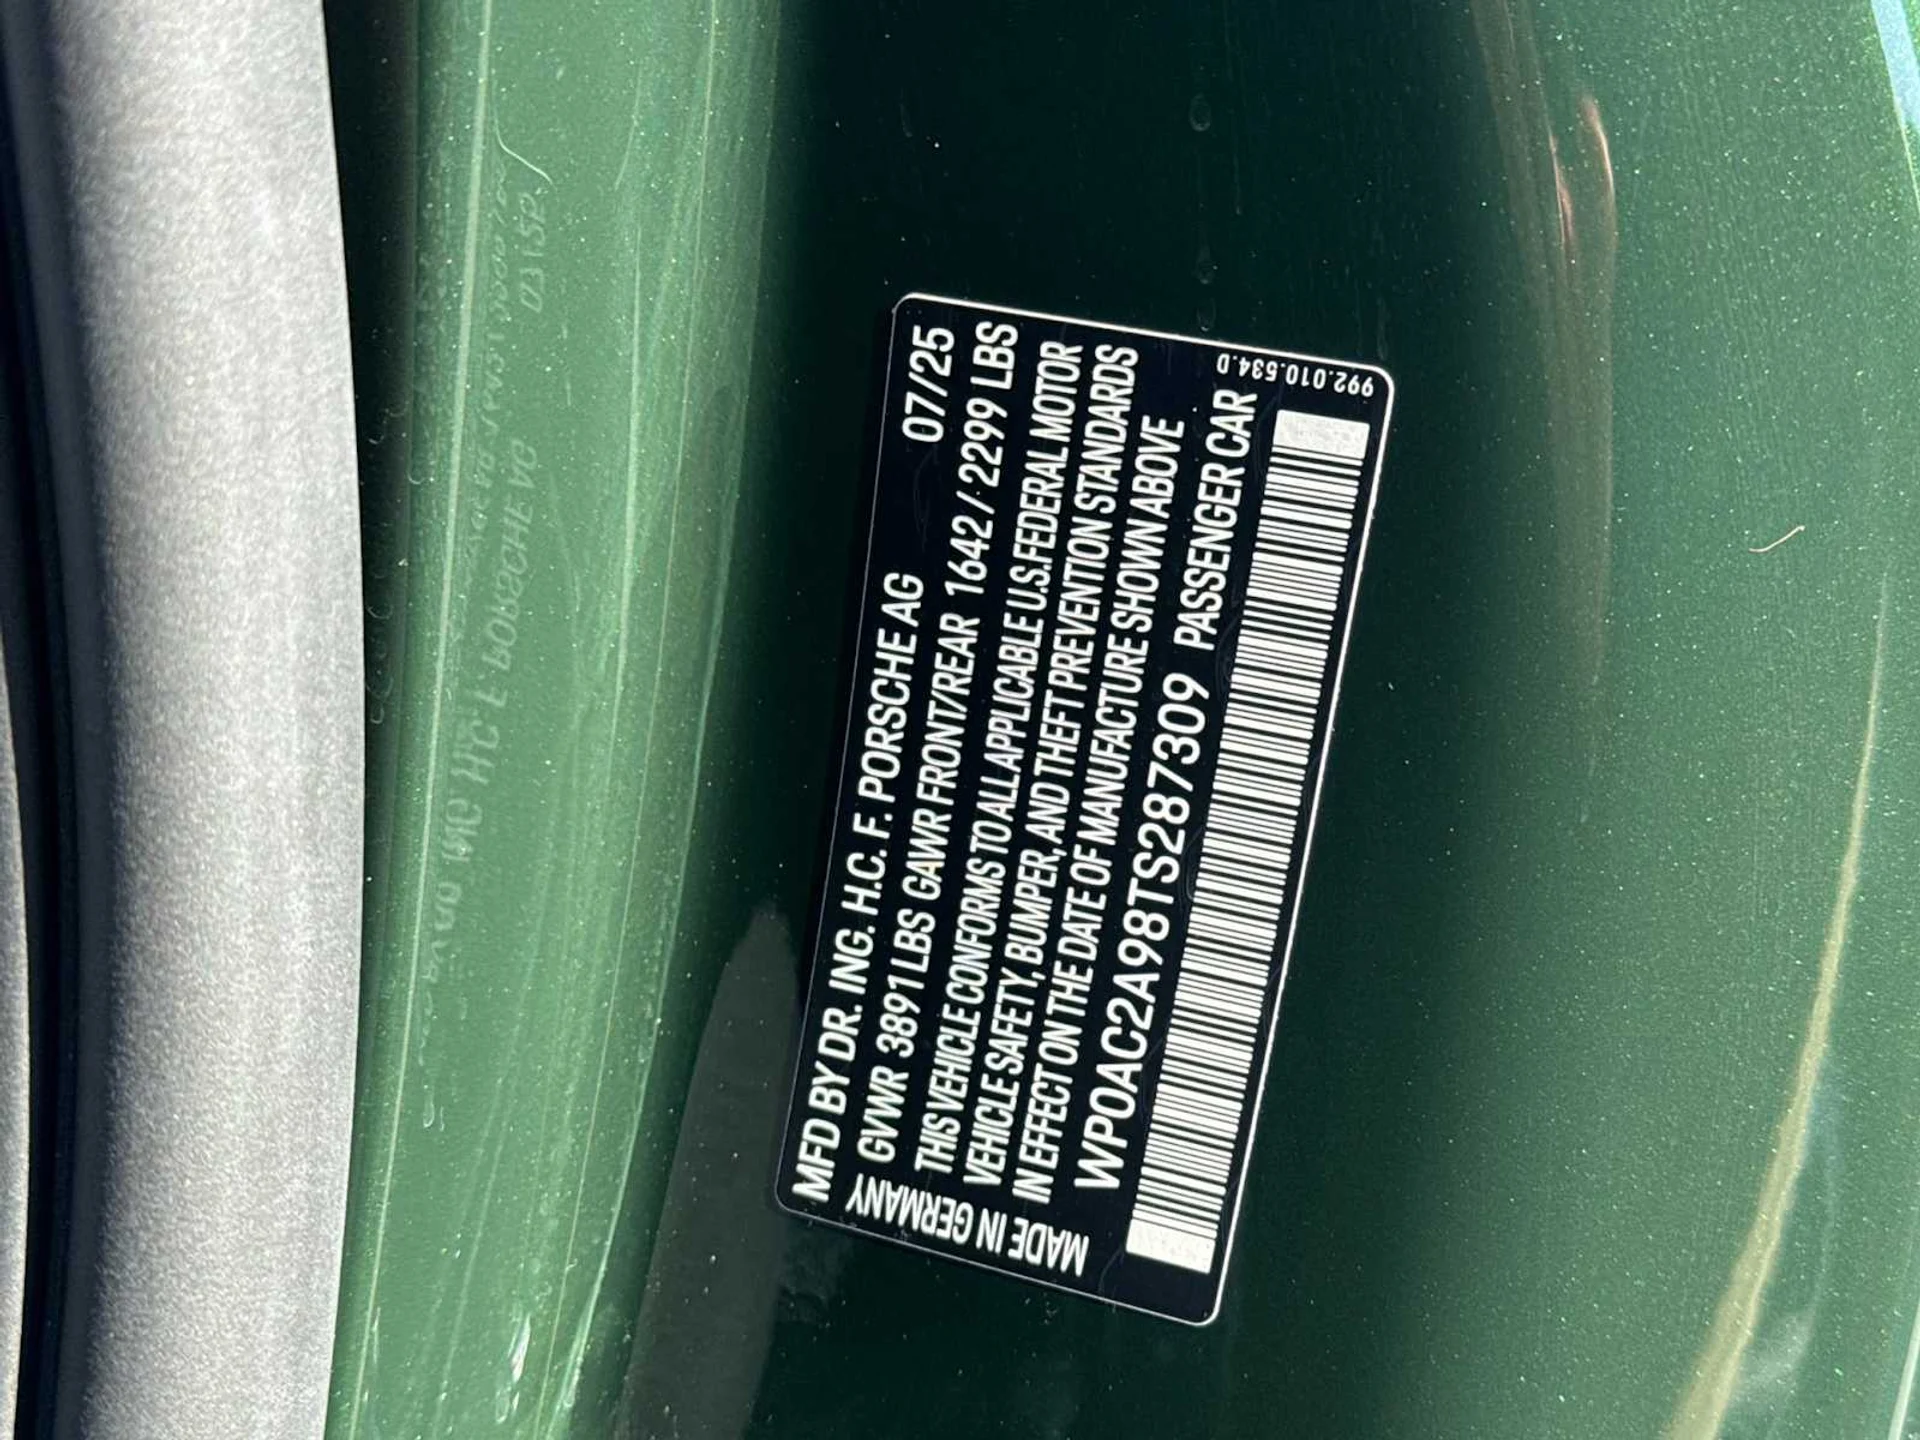 MFD BY DR. ING. H.C. F. PORSCHE AG 07/25
GVWR 3891 LBS GAWR FRONT/REAR 1642 / 2299 LBS
THIS VEHICLE CONFORMS TO ALL APPLICABLE U.S. FEDERAL MOTOR
VEHICLE SAFETY, BUMPER, AND THEFT PREVENTION STANDARDS
IN EFFECT ON THE DATE OF MANUFACTURE SHOWN ABOVE
WP0AC2A98TS287309 PASSENGER CAR
MADE IN GERMANY
992.010.534.D